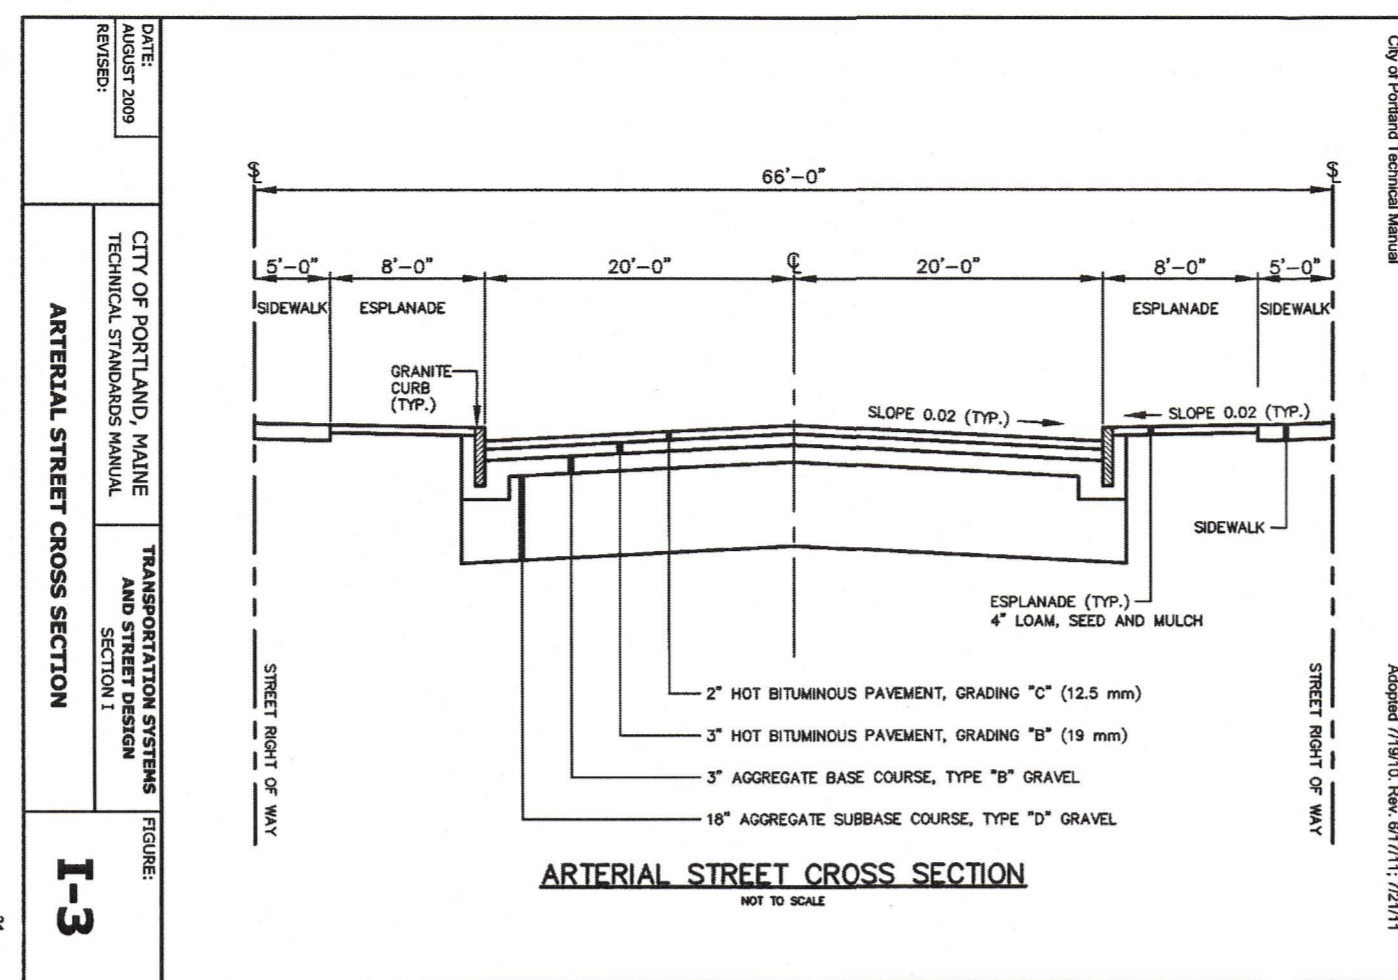 City of Portland Technical Manual
Adopted 7/19/10. Rev. 6/17/11; 7/21/11
66'-0"
5'-0" 8'-0" 20'-0" 20'-0" 8'-0" 5'-0"
SIDEWALK ESPLANADE ESPLANADE SIDEWALK
GRANITE
CURB
(TYP.)
SLOPE 0.02 (TYP.) SLOPE 0.02 (TYP.)
SIDEWALK
ESPLANADE (TYP.)
4" LOAM, SEED AND MULCH
STREET RIGHT OF WAY
STREET RIGHT OF WAY
2" HOT BITUMINOUS PAVEMENT, GRADING "C" (12.5 mm)
3" HOT BITUMINOUS PAVEMENT, GRADING "B" (19 mm)
3" AGGREGATE BASE COURSE, TYPE "B" GRAVEL
18" AGGREGATE SUBBASE COURSE, TYPE "D" GRAVEL
ARTERIAL STREET CROSS SECTION
NOT TO SCALE
DATE:
AUGUST 2009
REVISED:
CITY OF PORTLAND, MAINE
TECHNICAL STANDARDS MANUAL
ARTERIAL STREET CROSS SECTION
TRANSPORTATION SYSTEMS
AND STREET DESIGN
SECTION I
FIGURE:
I-3